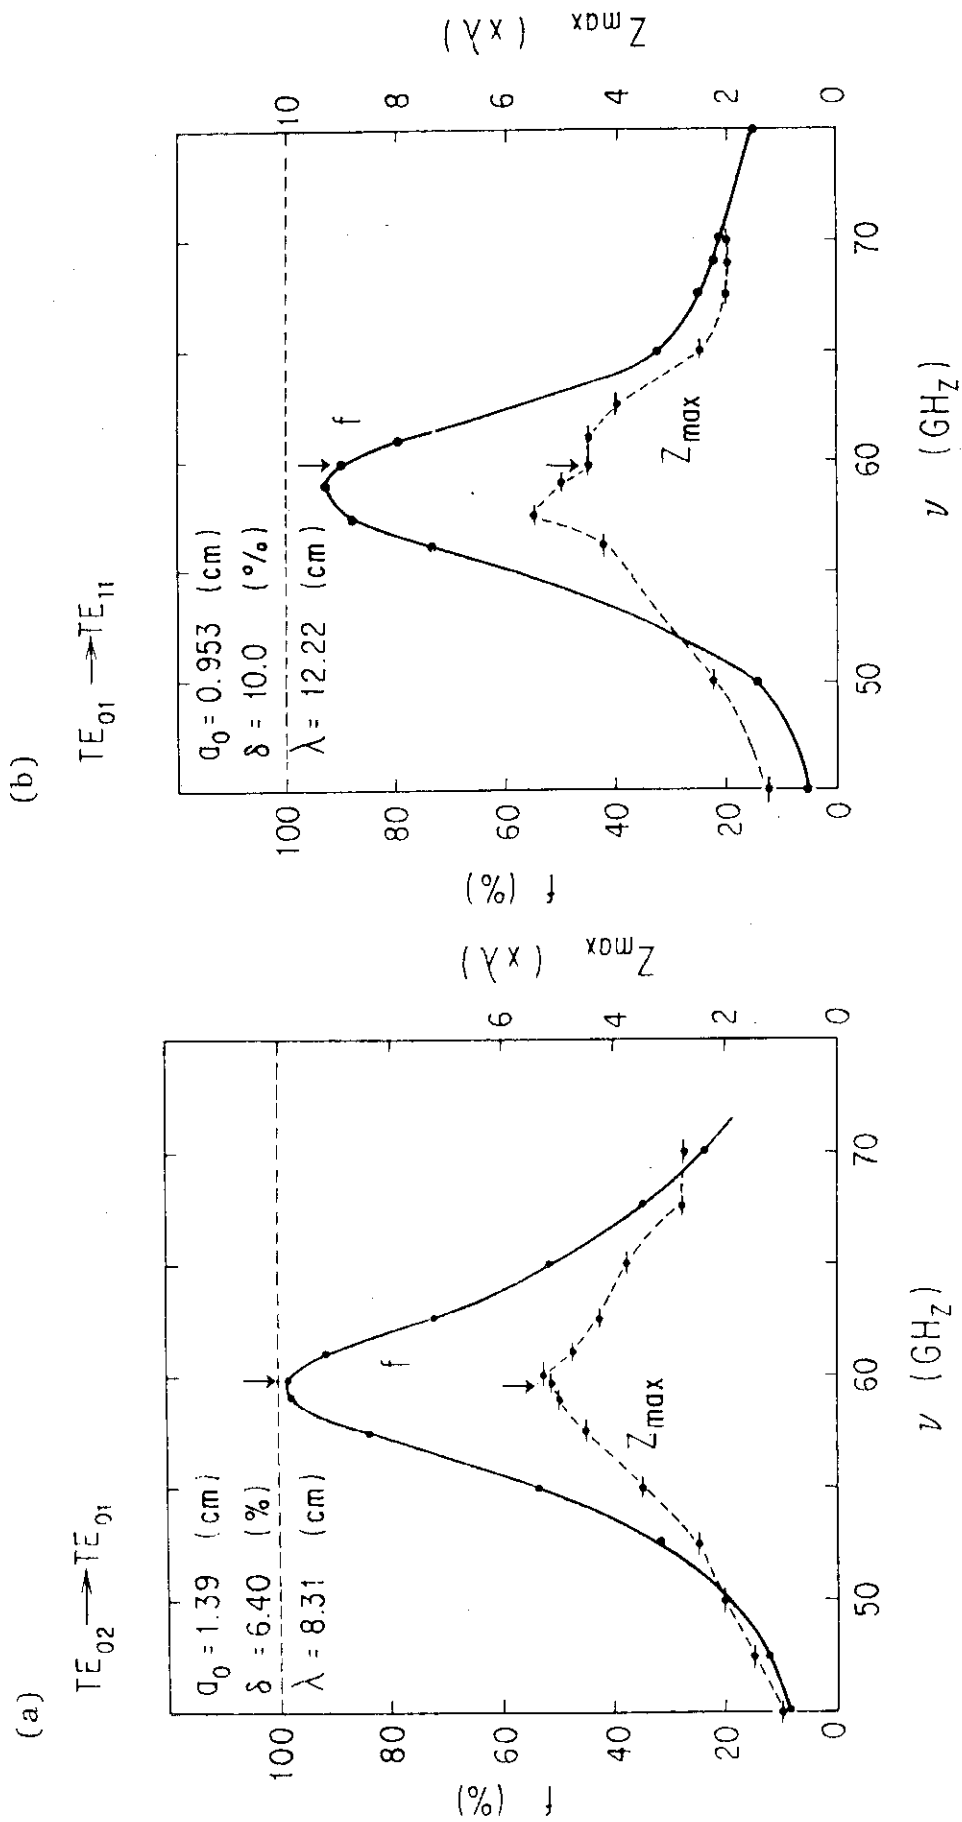 (a)
TE02 → TE01
a0 = 1.39 (cm)
δ = 6.40 (%)
λ = 8.31 (cm)
f
Zmax
f (%)
100
80
60
40
20
0
50
60
70
ν (GHz)
6
4
2
0
Zmax (xλ)
(b)
TE01 → TE11
a0 = 0.953 (cm)
δ = 10.0 (%)
λ = 12.22 (cm)
f
Zmax
f (%)
100
80
60
40
20
0
50
60
70
ν (GHz)
10
8
6
4
2
0
Zmax (xλ)